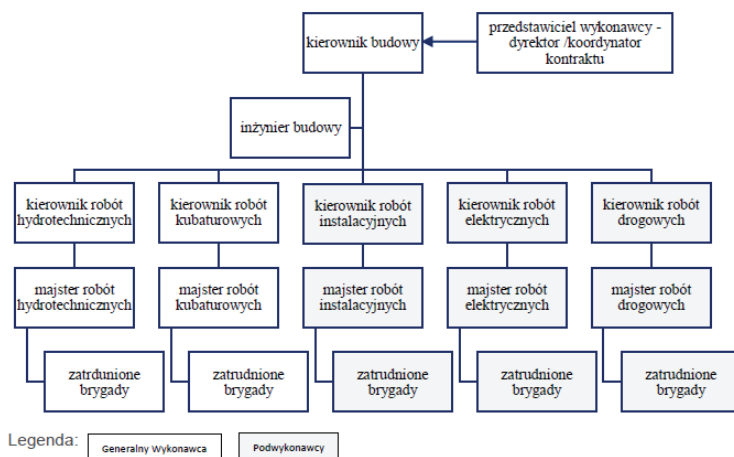 kierownik budowy
przedstawiciel wykonawcy -
dyrektor /koordynator
kontraktu
inżynier budowy
kierownik robót
hydrotechnicznych
kierownik robót
kubaturowych
kierownik robót
instalacyjnych
kierownik robót
elektrycznych
kierownik robót
drogowych
majster robót
hydrotechnicznych
majster robót
kubaturowych
majster robót
instalacyjnych
majster robót
elektrycznych
majster robót
drogowych
zatrdunione
brygady
zatrudnione
brygady
zatrudnione
brygady
zatrudnione
brygady
zatrudnione
brygady
Legenda:
Generalny Wykonawca
Podwykonawcy